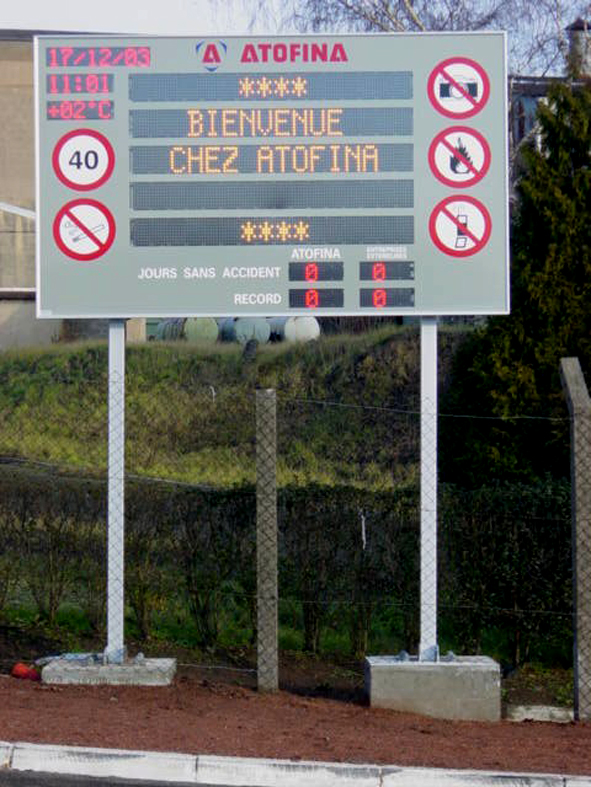 17/12/03
ATOFINA
11:01
****
+02°C
BIENVENUE
40
CHEZ ATOFINA
****
ATOFINA ENTREPRISES EXTERIEURES
JOURS SANS ACCIDENT 0 0
RECORD 0 0